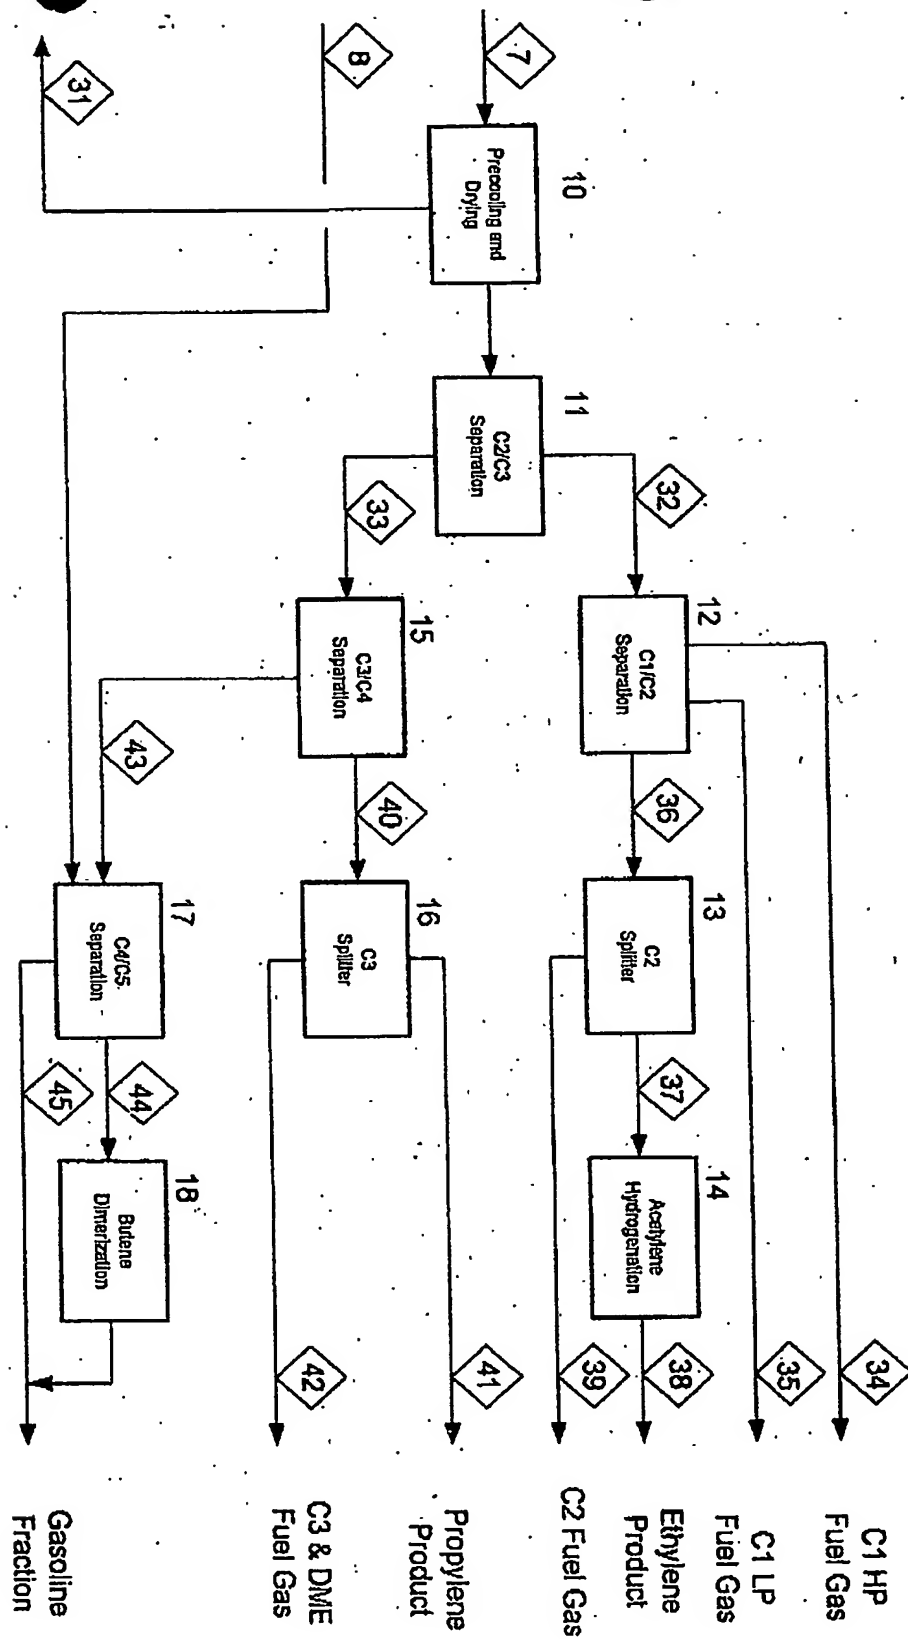 7
8
31
10
Precooling and
Drying
11
C2/C3
Separation
32
33
12
C1/C2
Separation
15
C3/C4
Separation
36
40
43
13
C2
Splitter
16
C3
Splitter
17
C4/C5
Separation
37
44
45
14
Acetylene
Hydrogenation
18
Butene
Dimerization
34
35
38
39
41
42
C1 HP
Fuel Gas
C1 LP
Fuel Gas
Ethylene
Product
C2 Fuel Gas
Propylene
Product
C3 & DME
Fuel Gas
Gasoline
Fraction